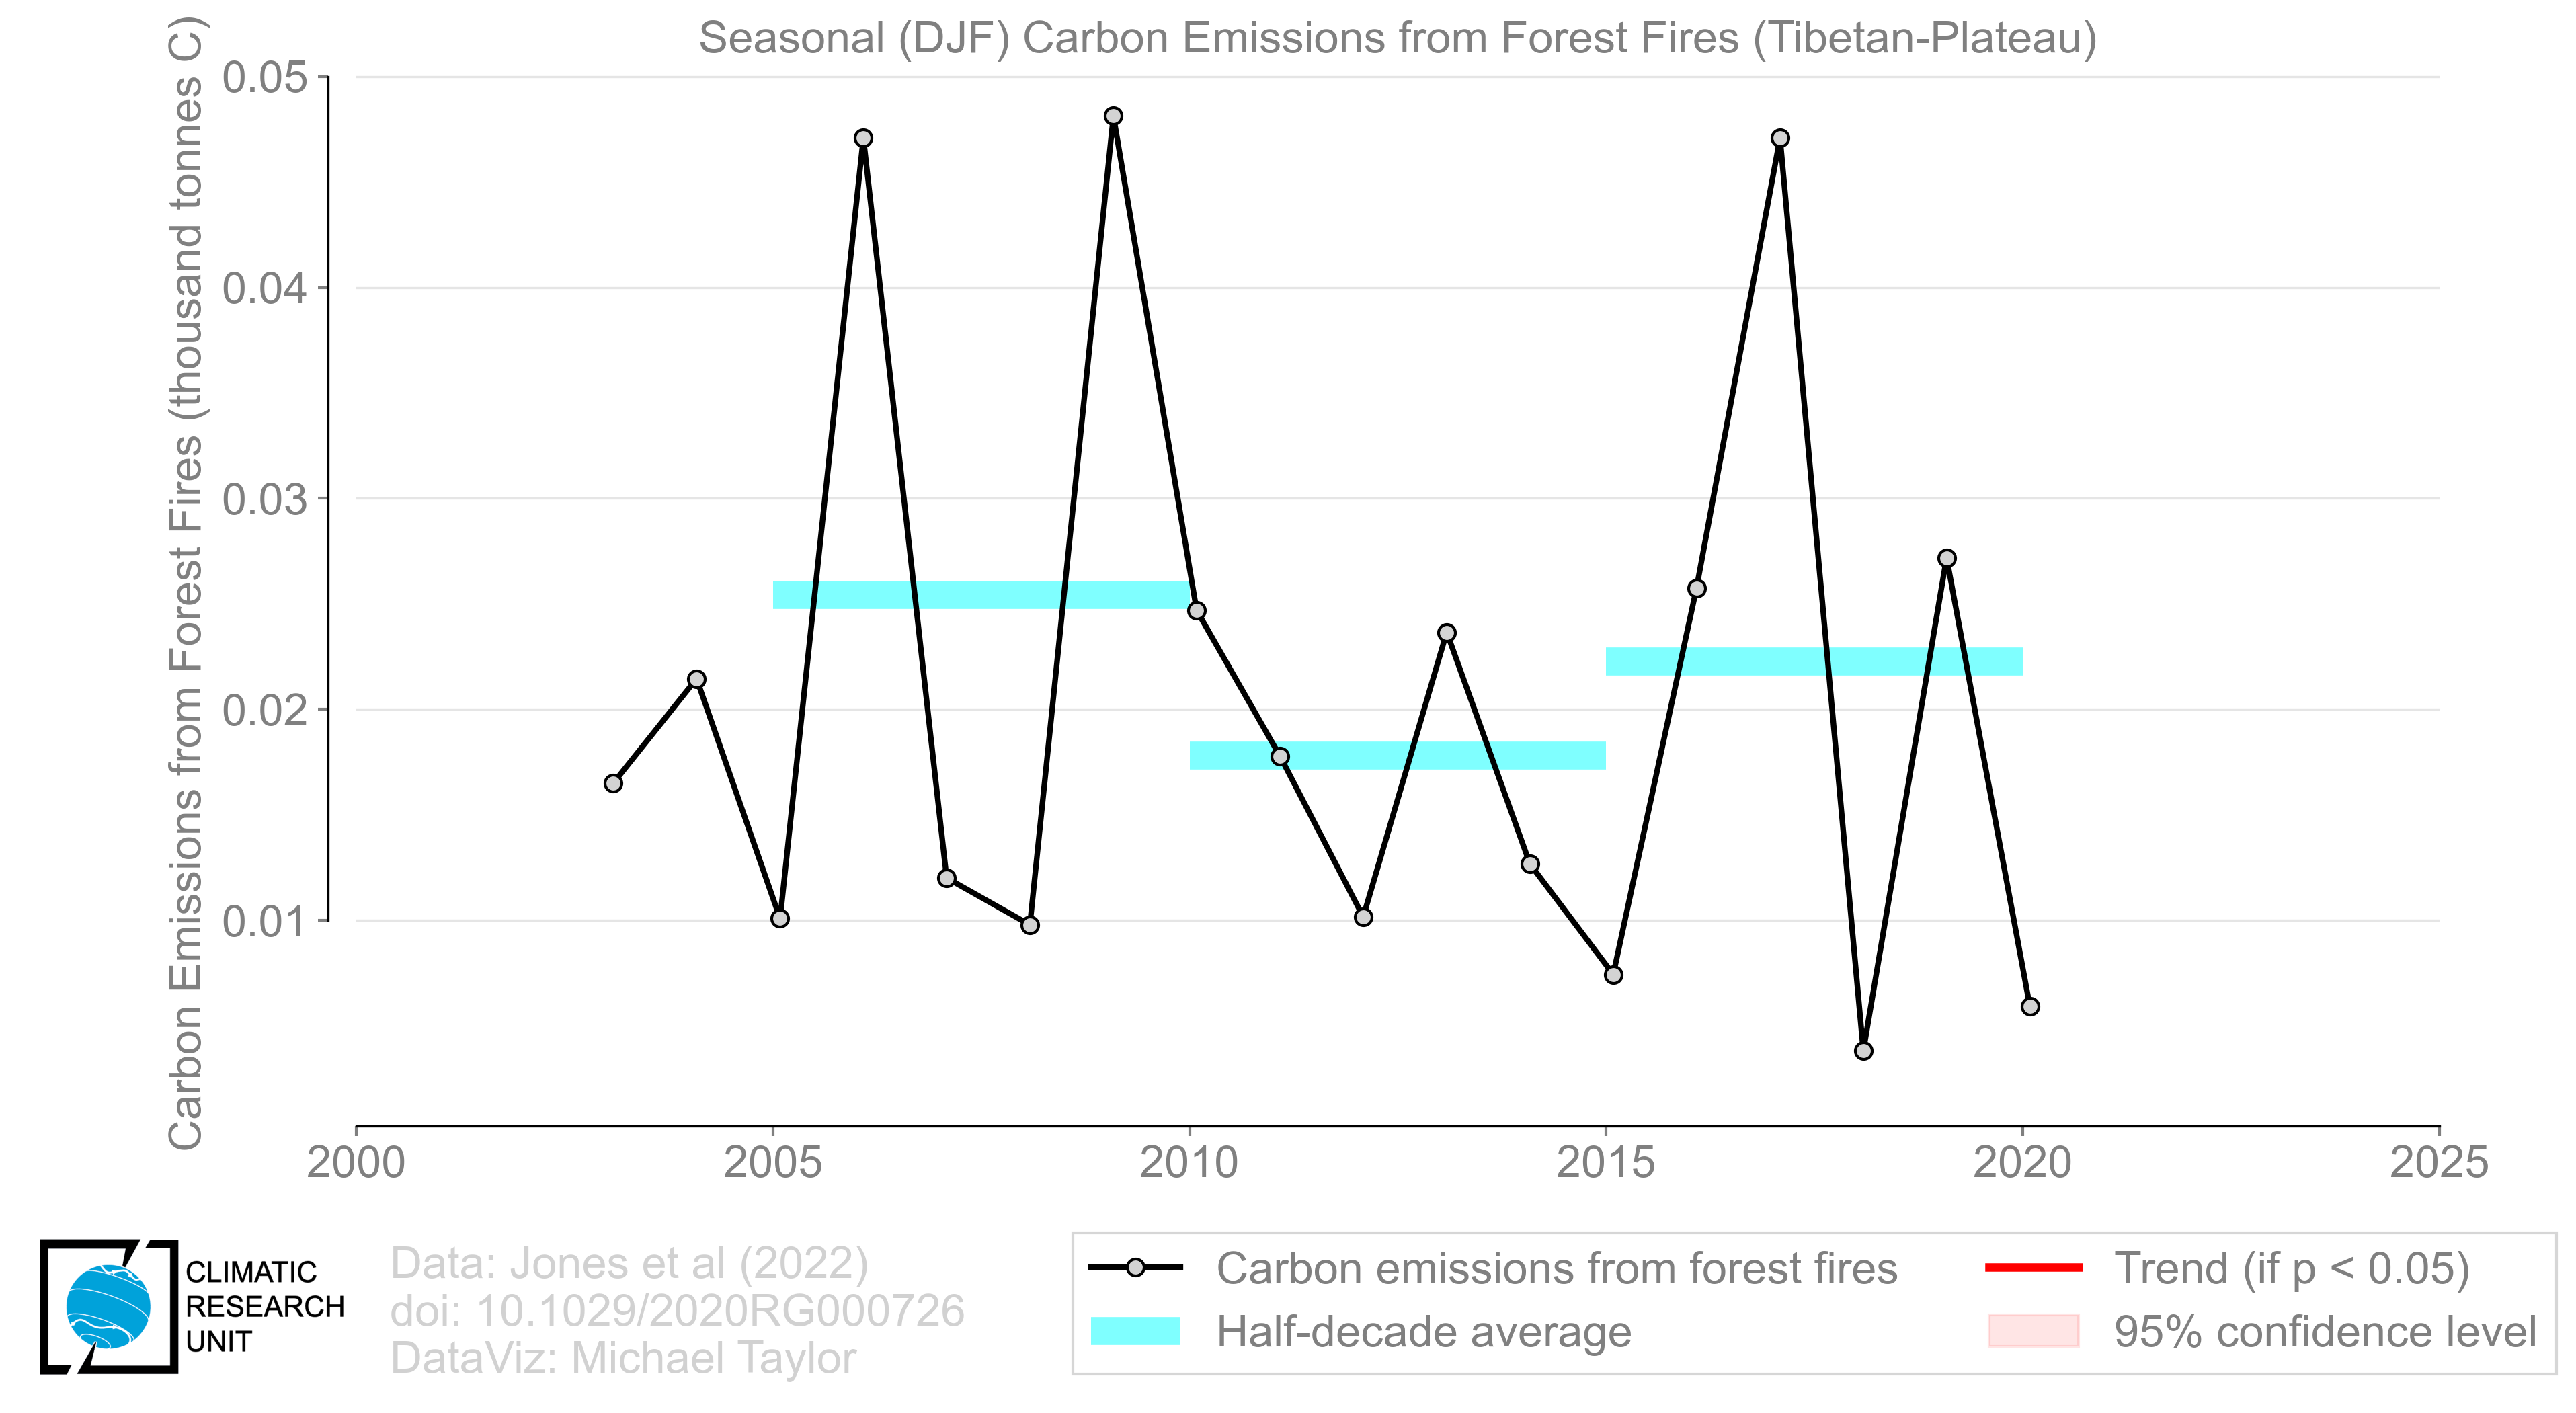 Seasonal (DJF) Carbon Emissions from Forest Fires (Tibetan-Plateau)
Carbon Emissions from Forest Fires (thousand tonnes C)
0.05
0.04
0.03
0.02
0.01
2000 2005 2010 2015 2020 2025
CLIMATIC
RESEARCH
UNIT
Data: Jones et al (2022)
doi: 10.1029/2020RG000726
DataViz: Michael Taylor
Carbon emissions from forest fires
Half-decade average
Trend (if p < 0.05)
95% confidence level